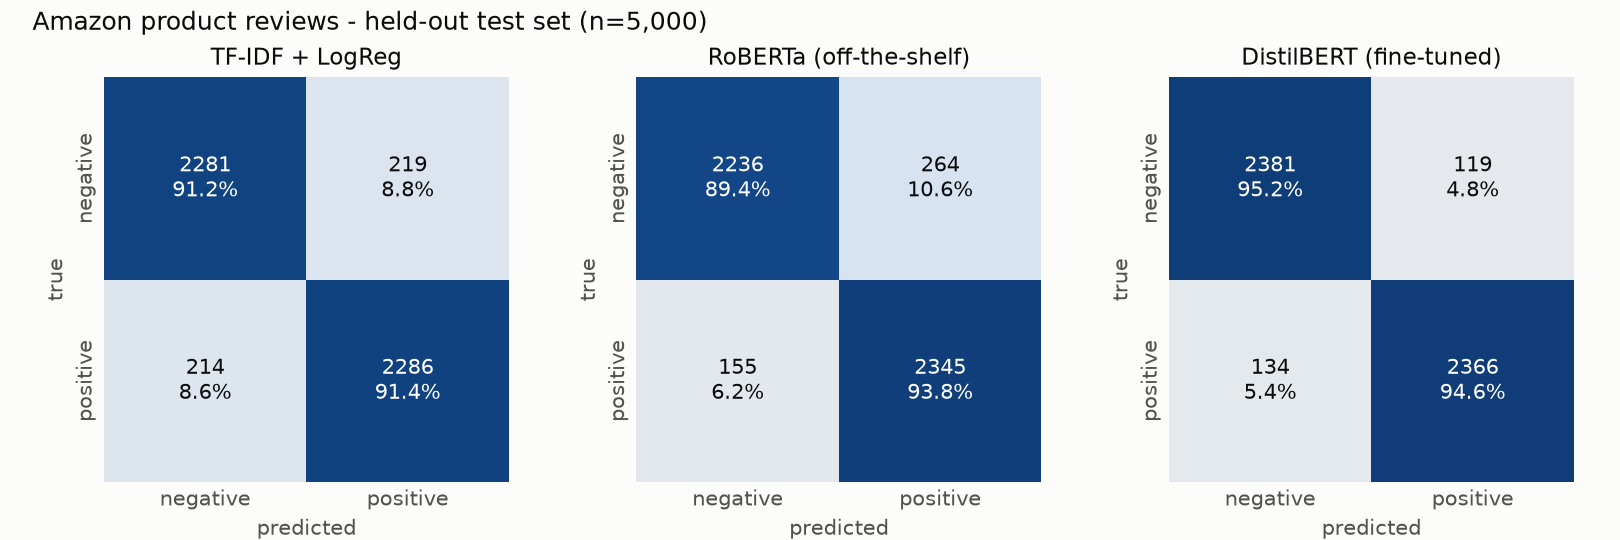 Amazon product reviews - held-out test set (n=5,000)
TF-IDF + LogReg
true
negative
positive
2281
91.2%
219
8.8%
214
8.6%
2286
91.4%
negative
positive
predicted
RoBERTa (off-the-shelf)
true
negative
positive
2236
89.4%
264
10.6%
155
6.2%
2345
93.8%
negative
positive
predicted
DistilBERT (fine-tuned)
true
negative
positive
2381
95.2%
119
4.8%
134
5.4%
2366
94.6%
negative
positive
predicted